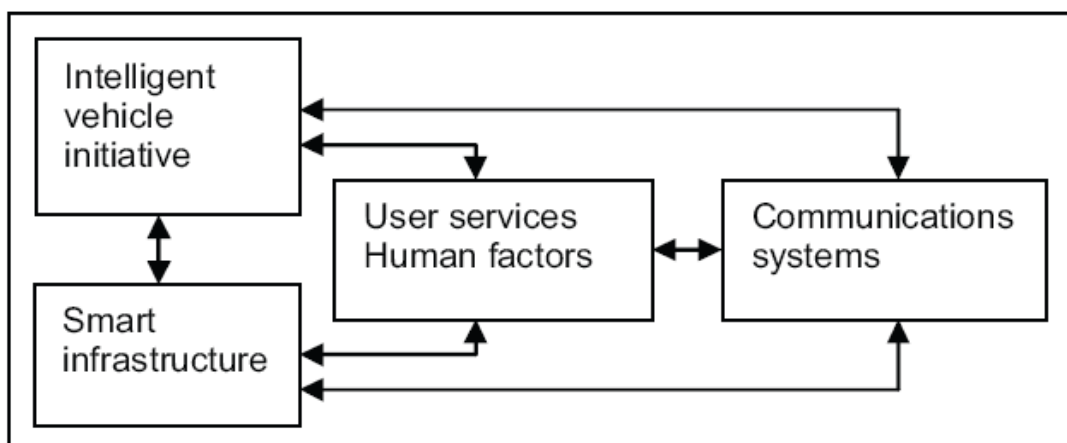 Intelligent
vehicle
initiative
User services
Human factors
Communications
systems
Smart
infrastructure